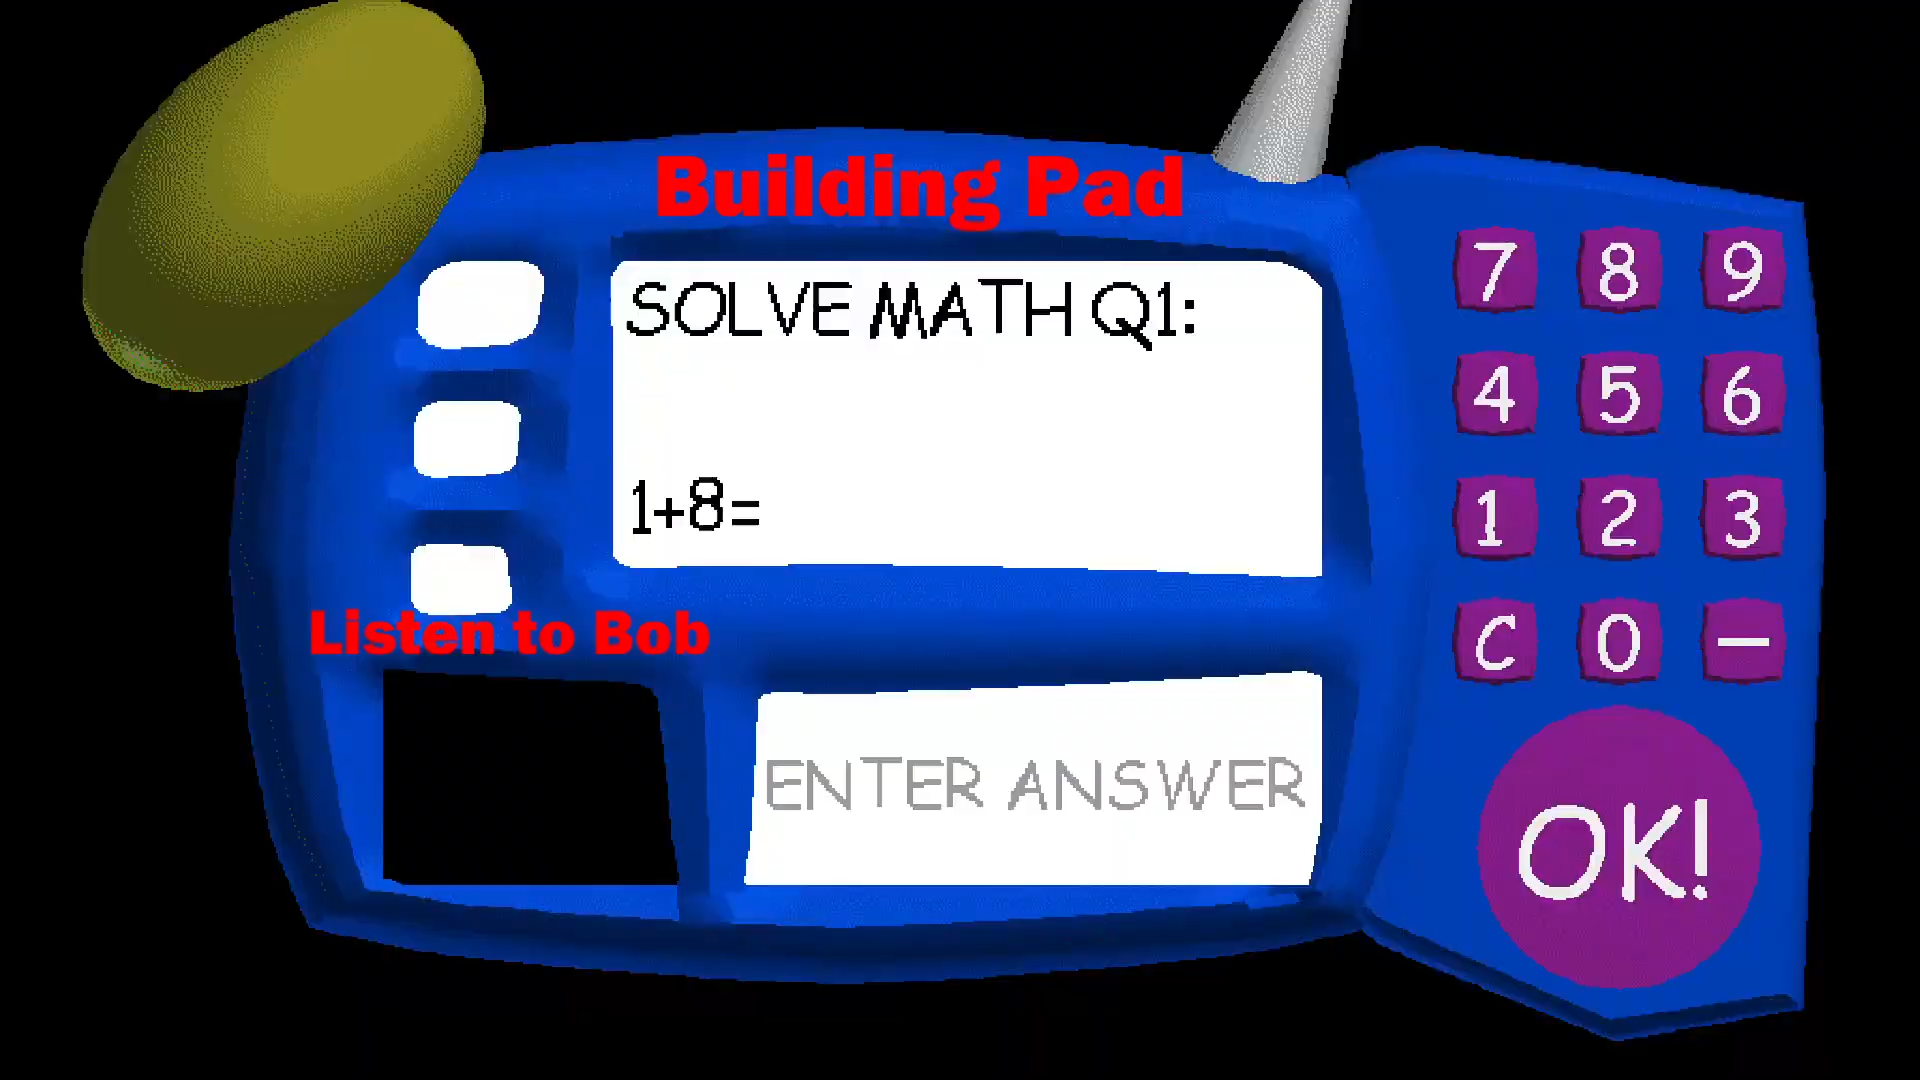 Building Pad
SOLVE MATH Q1:
1+8=
Listen to Bob
ENTER ANSWER
7 8 9
4 5 6
1 2 3
C 0 −
OK!